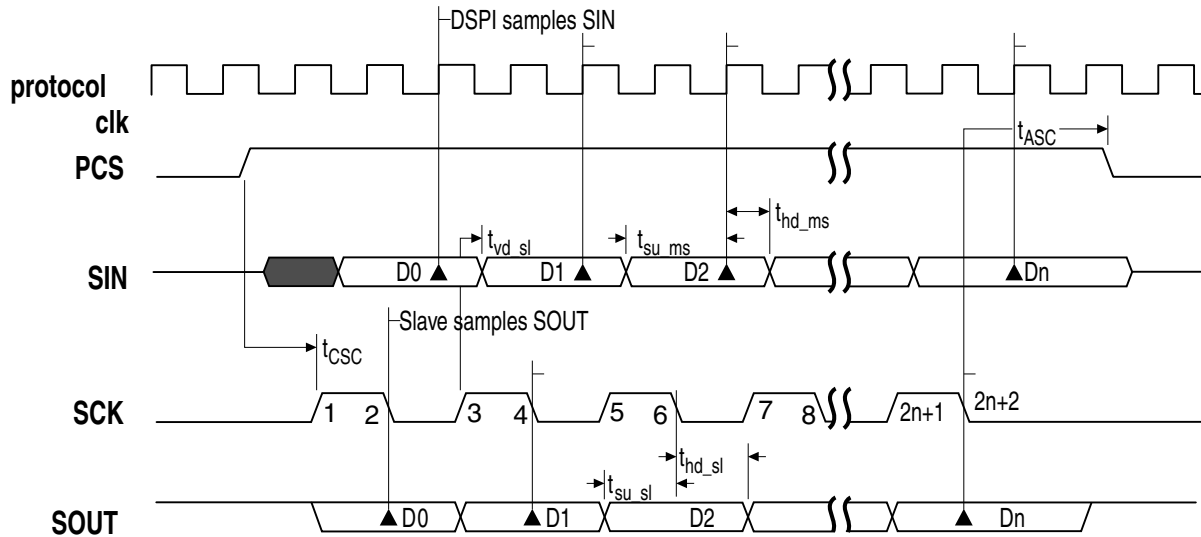 DSPI samples SIN
protocol
clk
t_ASC
PCS
t_hd_ms
t_vd_sl
t_su_ms
D0
D1
D2
Dn
SIN
Slave samples SOUT
t_CSC
SCK
1
2
3
4
5
6
7
8
2n+1
2n+2
t_hd_sl
t_su_sl
D0
D1
D2
Dn
SOUT